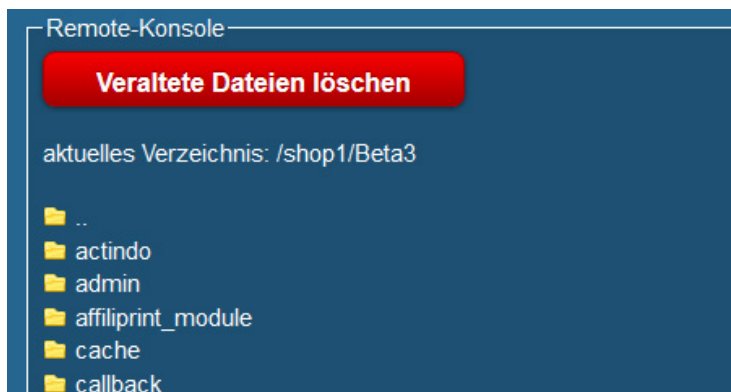 Remote-Konsole
Veraltete Dateien löschen
aktuelles Verzeichnis: /shop1/Beta3
..
actindo
admin
affiliprint_module
cache
callback